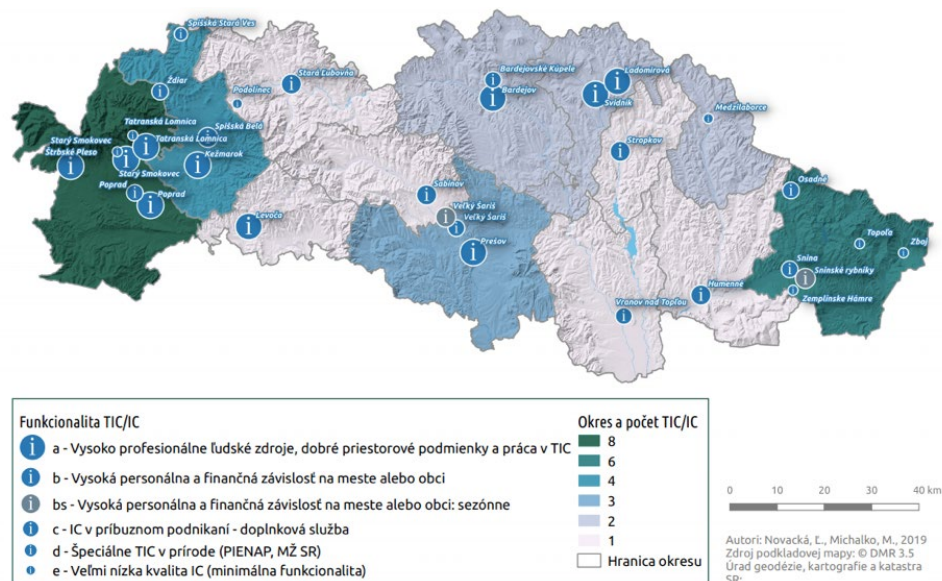 Spišská Stará Ves
Ždiar
Stará Ľubovňa
Podolínec
Bardejovské Kúpele
Bardejov
Ladomirová
Svidník
Medzilaborce
Tatranská Lomnica
Tatranská Lomnica
Spišská Belá
Starý Smokovec
Štrbské Pleso
Kežmarok
Starý Smokovec
Stropkov
Poprad
Poprad
Sabinov
Osadné
Veľký Šariš
Veľký Šariš
Levoča
Prešov
Topoľa
Zboj
Snina
Sninské rybníky
Humenné
Zemplínske Hámre
Vranov nad Topľou
Funkcionalita TIC/IC
a - Vysoko profesionálne ľudské zdroje, dobré priestorové podmienky a práca v TIC
b - Vysoká personálna a finančná závislosť na meste alebo obci
bs - Vysoká personálna a finančná závislosť na meste alebo obci: sezónne
c - IC v príbuznom podnikaní - doplnková služba
d - Špeciálne TIC v prírode (PIENAP, MŽ SR)
e - Veľmi nízka kvalita IC (minimálna funkcionalita)
Okres a počet TIC/IC
8
6
4
3
2
1
Hranica okresu
0 10 20 30 40 km
Autori: Novacká, Ľ., Michalko, M., 2019
Zdroj podkladovej mapy: © DMR 3.5
Úrad geodézie, kartografie a katastra
SR;